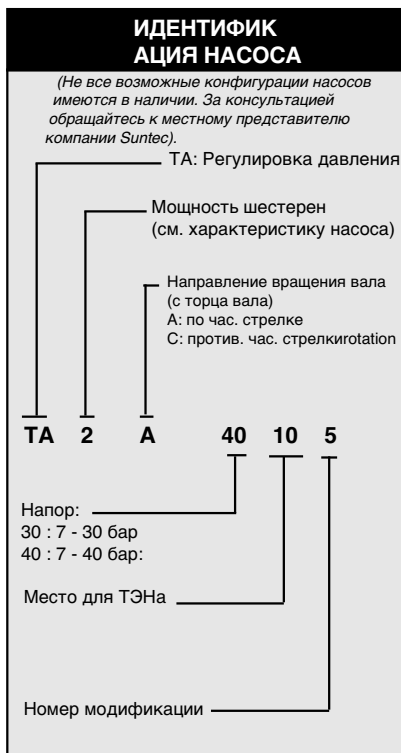 ИДЕНТИФИК
АЦИЯ НАСОСА
(Не все возможные конфигурации насосов
имеются в наличии. За консультацией
обращайтесь к местному представителю
компании Suntec).
TA: Регулировка давления
Мощность шестерен
(см. характеристику насоса)
Направление вращения вала
(с торца вала)
A: по час. стрелке
C: против. час. стрелкиrotation
TA 2 A 40 10 5
Напор:
30 : 7 - 30 бар
40 : 7 - 40 бар:
Место для ТЭНа
Номер модификации